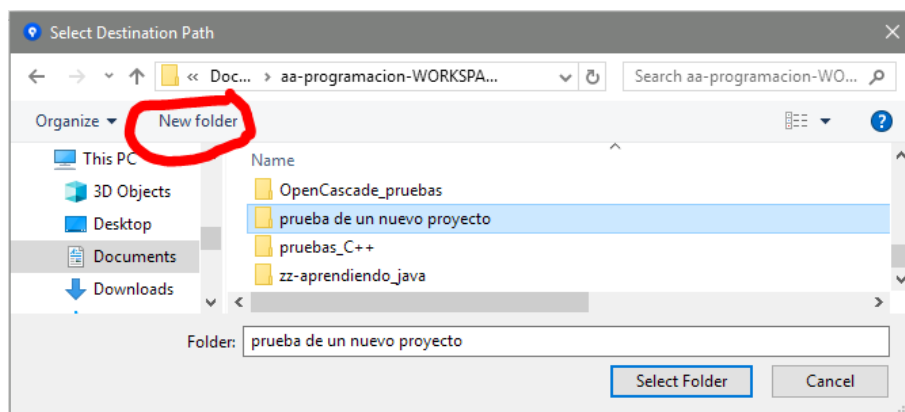 Select Destination Path
« Doc... › aa-programacion-WORKSPA...
Search aa-programacion-WO...
Organize
New folder
This PC
3D Objects
Desktop
Documents
Downloads
Name
OpenCascade_pruebas
prueba de un nuevo proyecto
pruebas_C++
zz-aprendiendo_java
Folder: prueba de un nuevo proyecto
Select Folder
Cancel